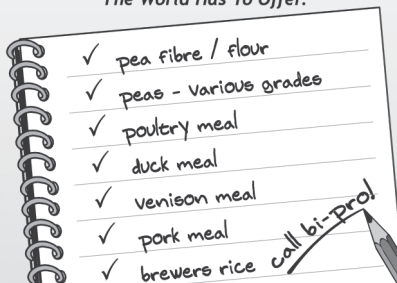 The World Has To Offer.
✓ pea fibre / flour
✓ peas - various grades
✓ poultry meal
✓ duck meal
✓ venison meal
✓ pork meal
✓ brewers rice
call bi-pro!